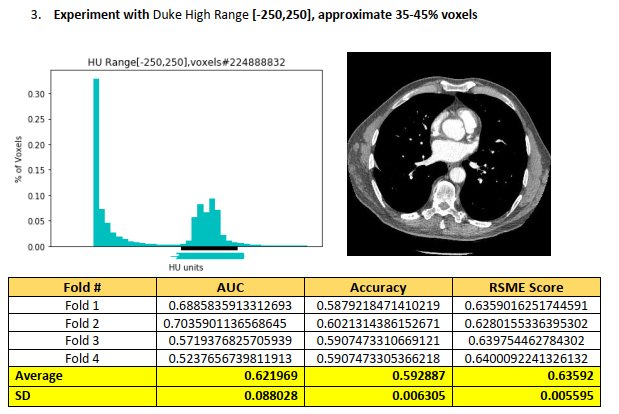 3. Experiment with Duke High Range [-250,250], approximate 35-45% voxels
HU Range[-250,250],voxels#224888832
% of Voxels
0.30
0.25
0.20
0.15
0.10
0.05
0.00
HU units
Fold # AUC Accuracy RSME Score
Fold 1 0.6885835913312693 0.5879218471410219 0.6359016251744591
Fold 2 0.7035901136568645 0.6021314386152671 0.6280155336395302
Fold 3 0.5719376825705939 0.5907473310669121 0.639754462784302
Fold 4 0.5237656739811913 0.5907473305366218 0.6400092241326132
Average 0.621969 0.592887 0.63592
SD 0.088028 0.006305 0.005595